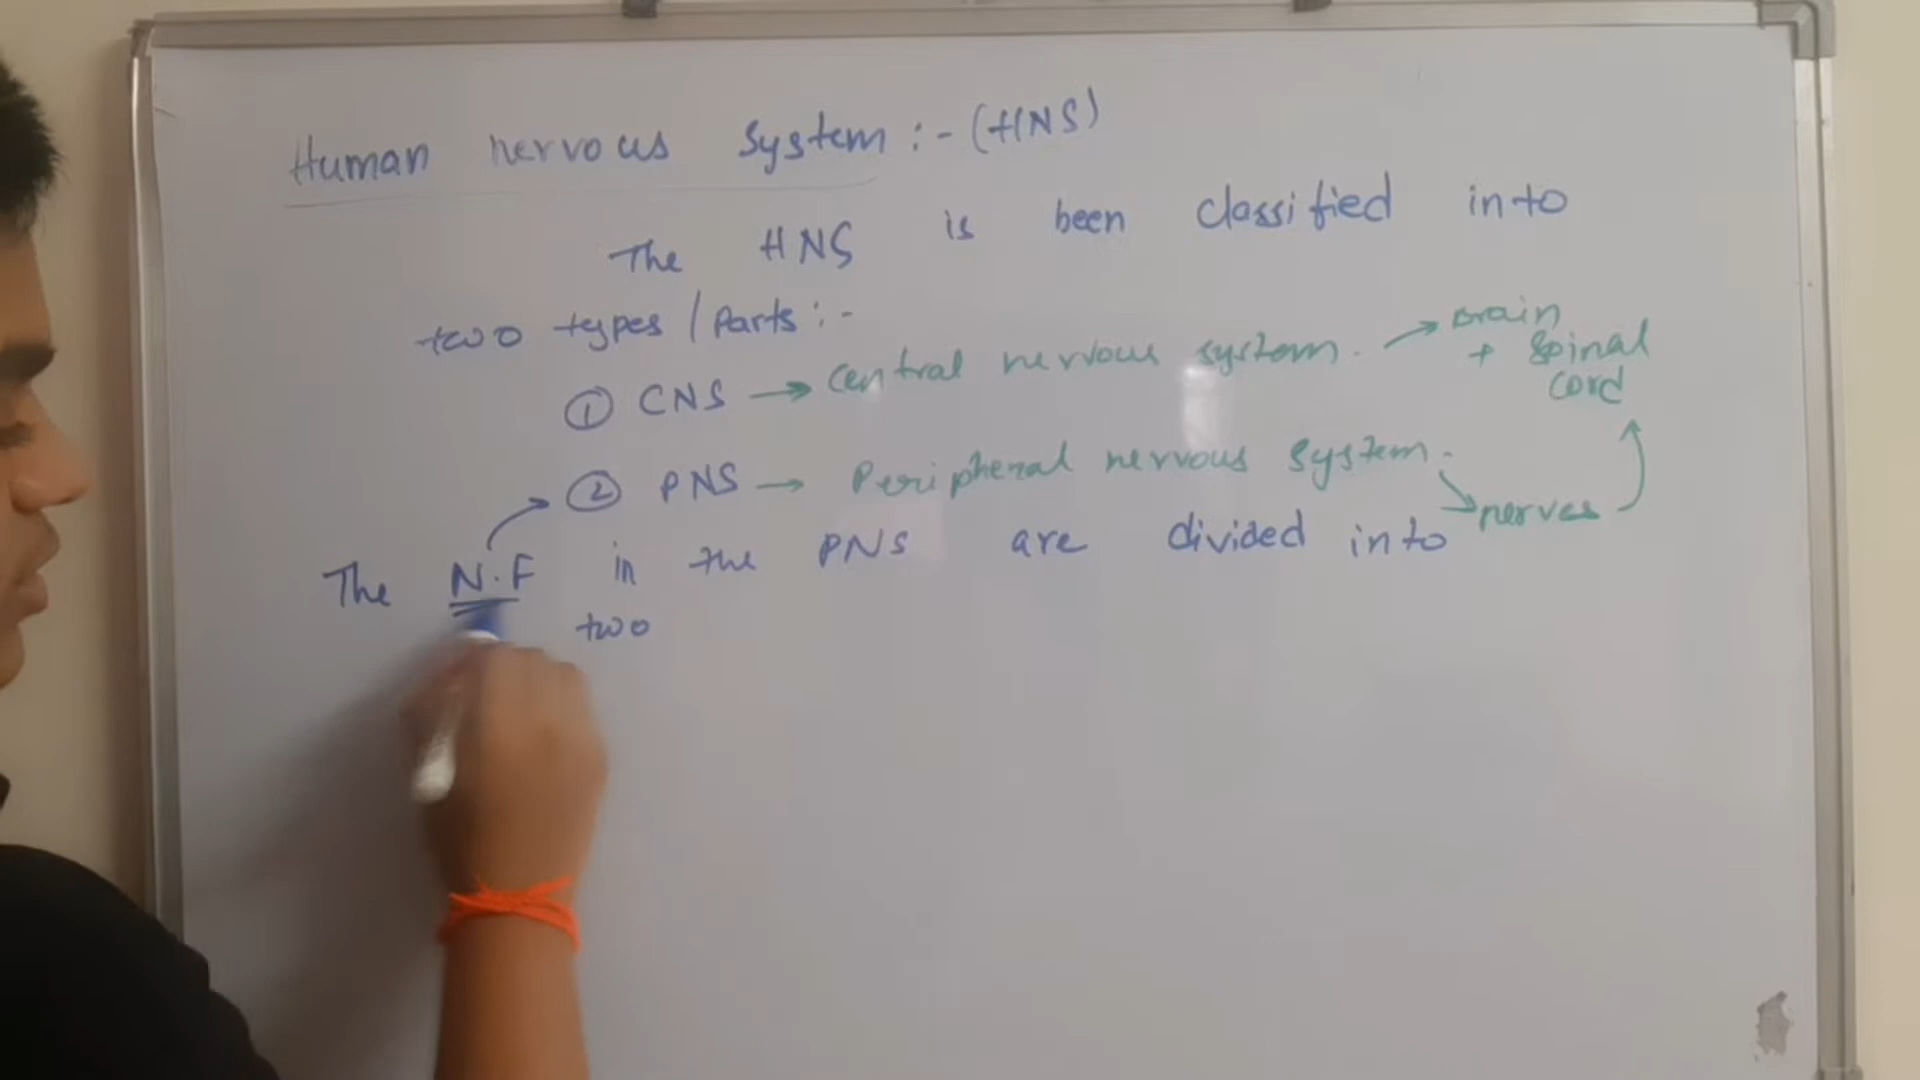 Human nervous system :- (HNS)
The HNS is been classified into
two types / Parts :-
① CNS → central nervous system. → Brain
+ Spinal
cord
② PNS → Peripheral nervous system.
→ nerves
The N.F in the PNS are divided into
two